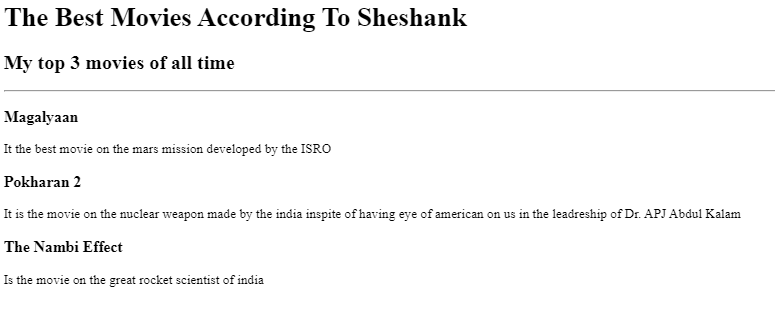 The Best Movies According To Sheshank
My top 3 movies of all time
Magalyaan
It the best movie on the mars mission developed by the ISRO
Pokharan 2
It is the movie on the nuclear weapon made by the india inspite of having eye of american on us in the leadreship of Dr. APJ Abdul Kalam
The Nambi Effect
Is the movie on the great rocket scientist of india